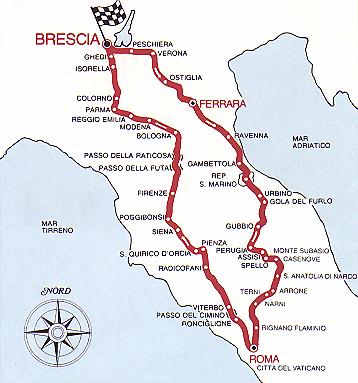 BRESCIA
PESCHIERA
GHEDI
VERONA
ISORELLA
OSTIGLIA
COLORNO
FERRARA
PARMA
REGGIO EMILIA
MODENA
BOLOGNA
RAVENNA
MAR
ADRIATICO
PASSO DELLA RATICOSA
PASSO DELLA FUTA
GAMBETTOLA
REP.
S. MARINO
FIRENZE
URBINO
GOLA DEL FURLO
POGGIBONSI
GUBBIO
MAR
TIRRENO
SIENA
PIENZA
PERUGIA
MONTE SUBASIO
S. QUIRICO D'ORCIA
ASSISI
CASENOVE
RADICOFANI
SPELLO
S. ANATOLIA DI NARCO
NORD
TERNI
ARRONE
VITERBO
NARNI
PASSO DEL CIMINO
RONCIGLIONE
RIGNANO FLAMINIO
ROMA
CITTÀ DEL VATICANO